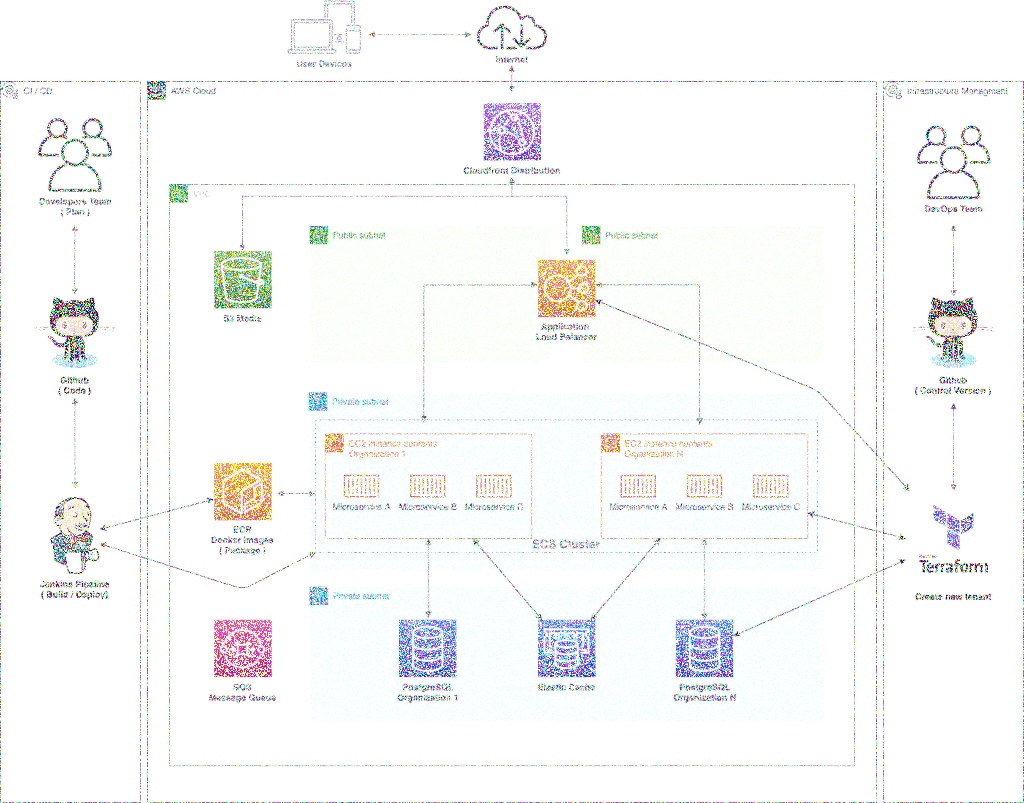 User Devices
Internet
CI / CD
AWS Cloud
Infrastructure Managment
Cloudfront Distribution
Developers Team
( Plan )
DevOps Team
VPC
Public subnet
Public subnet
S3 Media
Application
Load Balancer
Github
( Code )
Github
( Control Version )
Private subnet
EC2 instance contents
Organization 1
EC2 instance contents
Organization N
Microservice A
Microservice B
Microservice C
Microservice A
Microservice B
Microservice C
ECR
Docker Images
( Package )
ECS Cluster
Terraform
Jenkins Pipeline
( Build / Deploy)
Create new tenant
Private subnet
SQS
Message Queue
PostgreSQL
Organization 1
Elastic Cache
PostgreSQL
Organization N